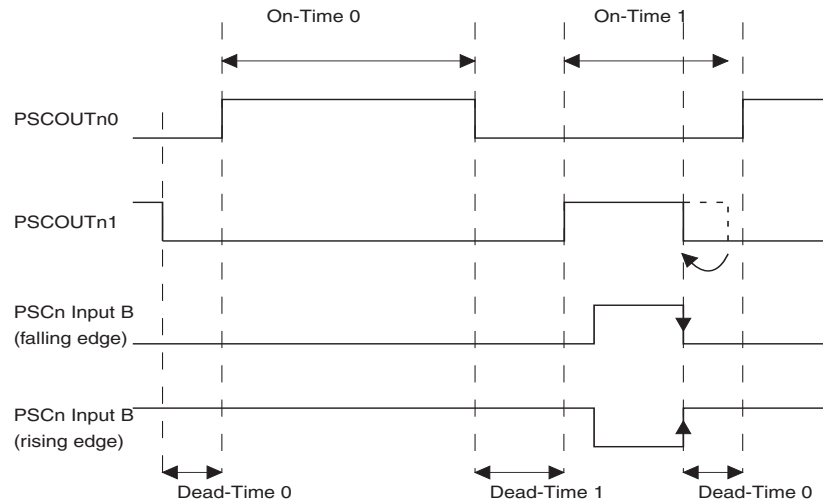 On-Time 0
On-Time 1
PSCOUTn0
PSCOUTn1
PSCn Input B
(falling edge)
PSCn Input B
(rising edge)
Dead-Time 0
Dead-Time 1
Dead-Time 0